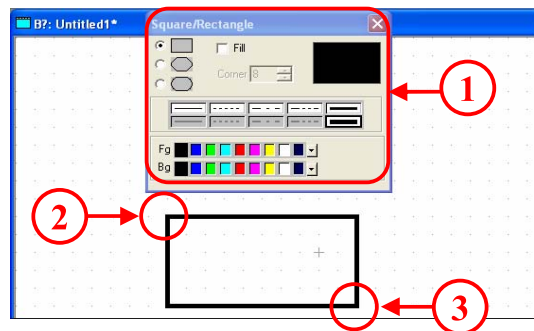 B?: Untitled1*
Square/Rectangle
Fill
Corner 8
Fg
Bg
1
2
3